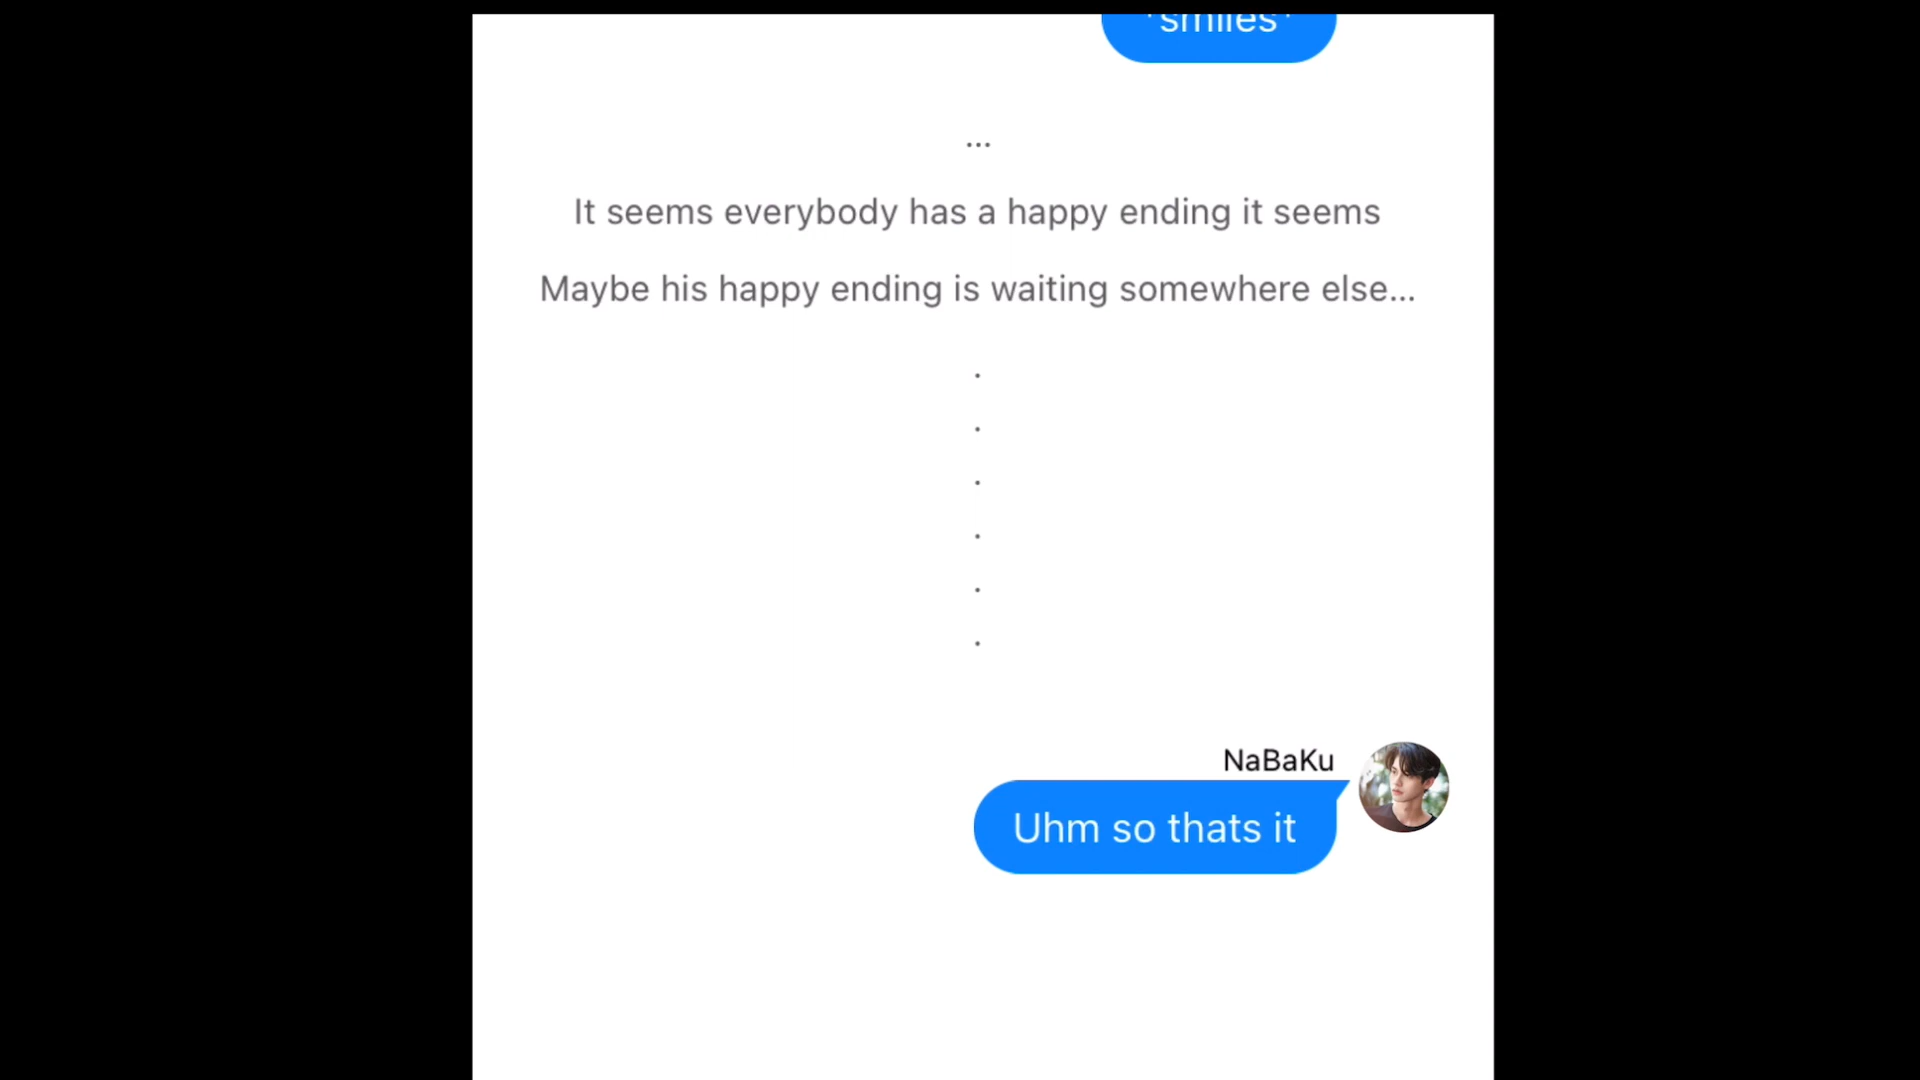 *smiles*
...
It seems everybody has a happy ending it seems
Maybe his happy ending is waiting somewhere else...
.
.
.
.
.
.
NaBaKu
Uhm so thats it